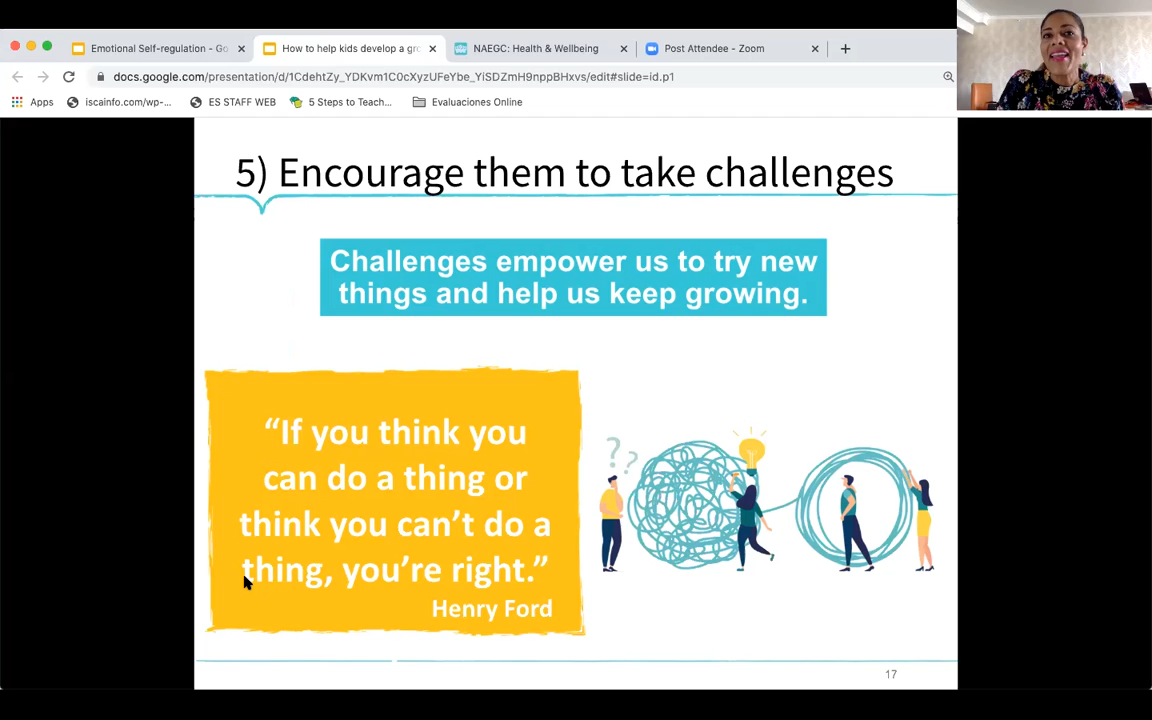 Emotional Self-regulation - Go
How to help kids develop a gr
NAEGC: Health & Wellbeing
Post Attendee - Zoom
docs.google.com/presentation/d/1CdehtZy_YDKvm1C0cXyzUFeYbe_YiSDZmH9nppBHxvs/edit#slide=id.p1
Apps
iscainfo.com/wp-...
ES STAFF WEB
5 Steps to Teach...
Evaluaciones Online
5) Encourage them to take challenges
Challenges empower us to try new
things and help us keep growing.
“If you think you
can do a thing or
think you can’t do a
thing, you’re right.”
Henry Ford
??
17